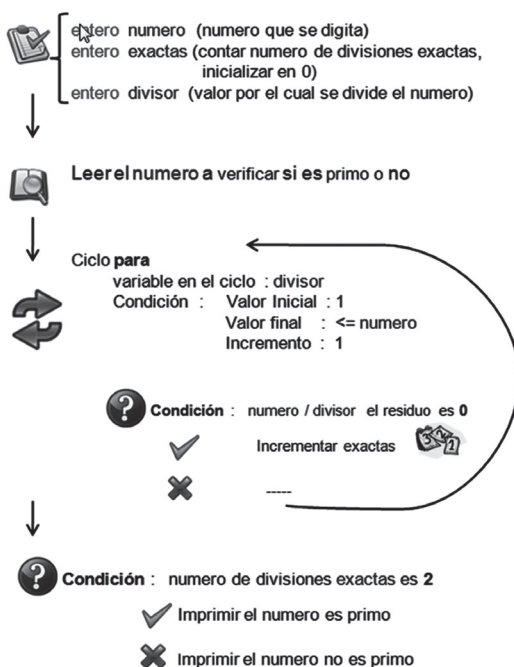 entero numero (numero que se digita)
entero exactas (contar numero de divisiones exactas,
inicializar en 0)
entero divisor (valor por el cual se divide el numero)
Leer el numero a verificar si es primo o no
Ciclo para
variable en el ciclo : divisor
Condición : Valor Inicial : 1
Valor final : <= numero
Incremento : 1
? Condición : numero / divisor el residuo es 0
Incrementar exactas 3 2 1
-----
? Condición : numero de divisiones exactas es 2
Imprimir el numero es primo
Imprimir el numero no es primo